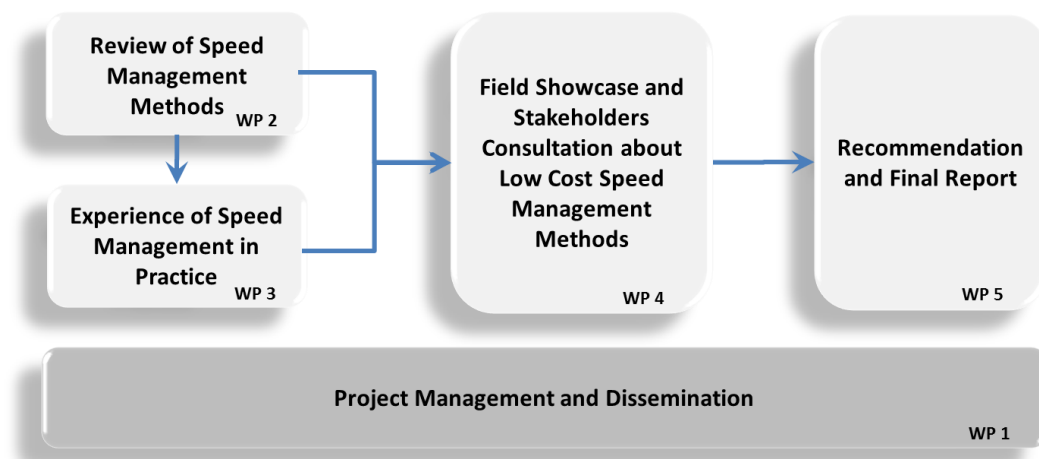 Review of Speed
Management
Methods
WP 2
Experience of Speed
Management in
Practice
WP 3
Field Showcase and
Stakeholders
Consultation about
Low Cost Speed
Management
Methods
WP 4
Recommendation
and Final Report
WP 5
Project Management and Dissemination
WP 1